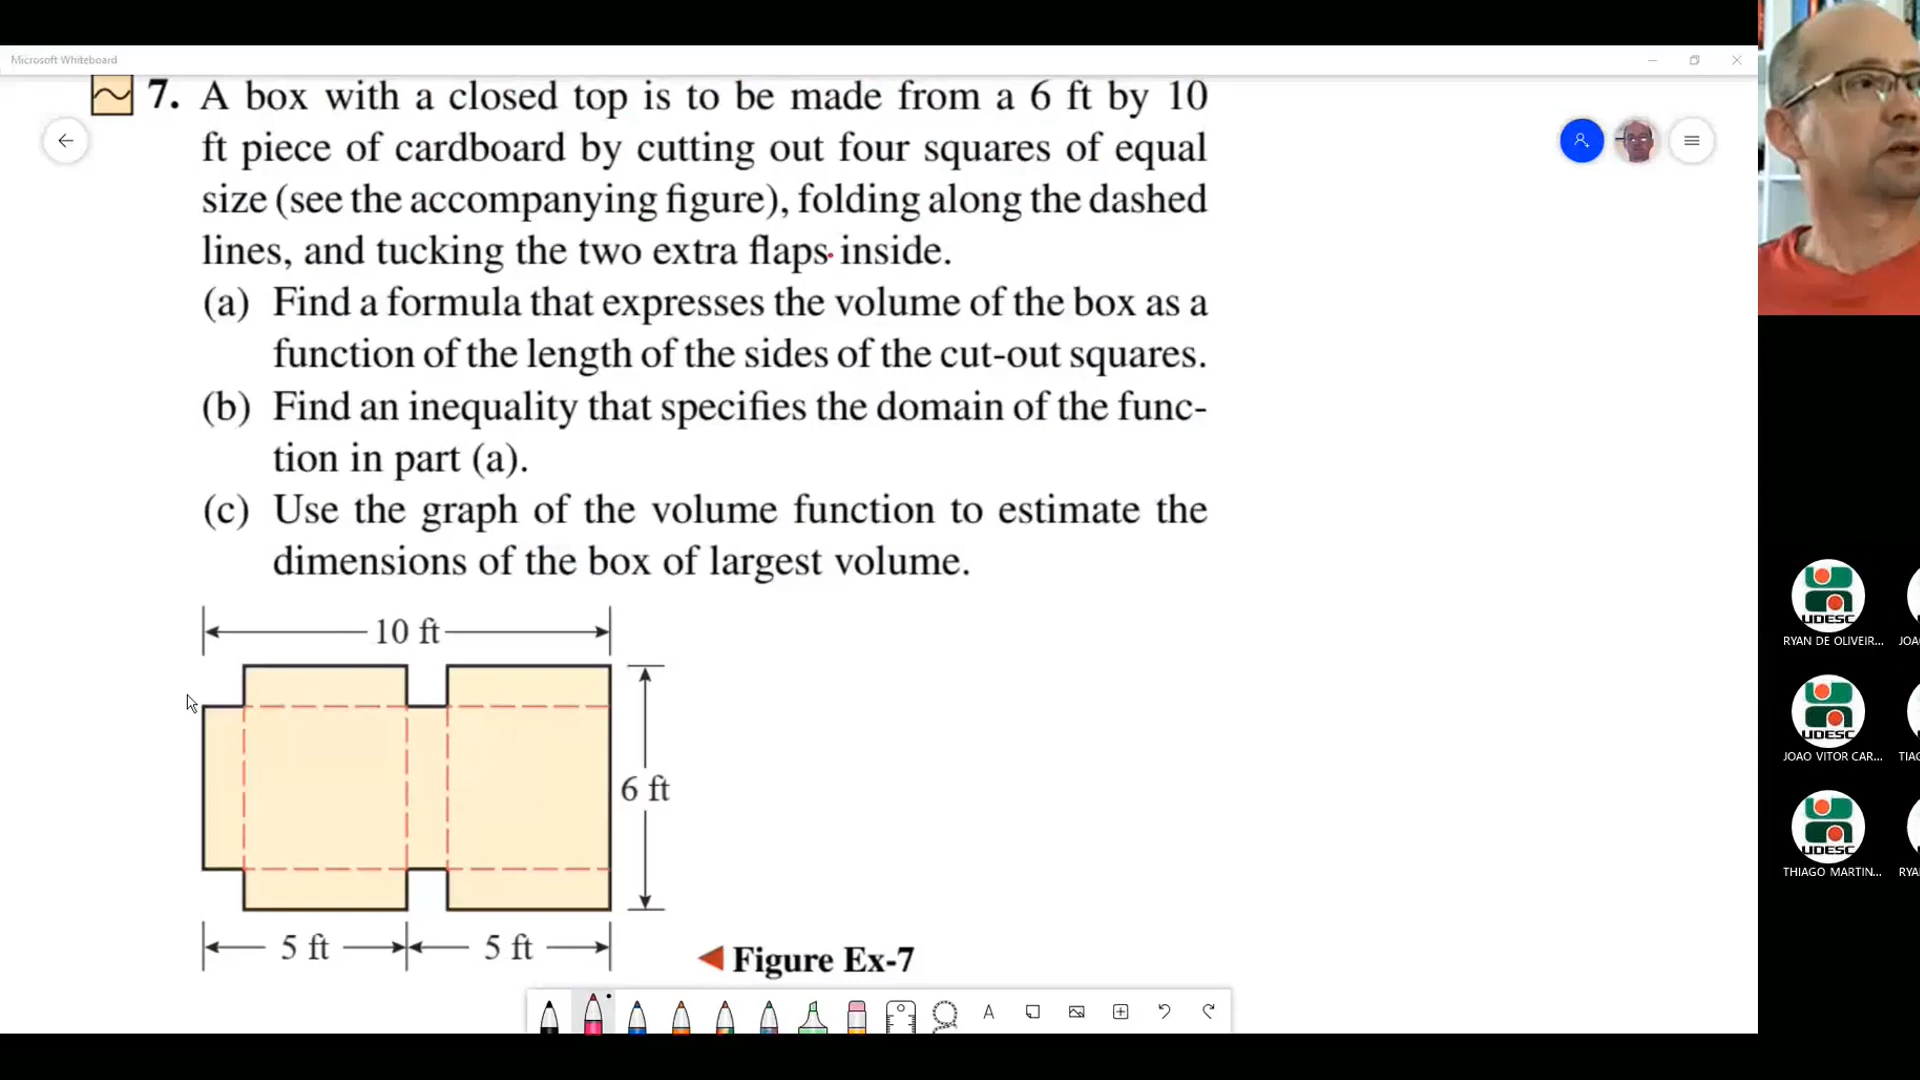 Microsoft Whiteboard
7. A box with a closed top is to be made from a 6 ft by 10
ft piece of cardboard by cutting out four squares of equal
size (see the accompanying figure), folding along the dashed
lines, and tucking the two extra flaps inside.
(a) Find a formula that expresses the volume of the box as a
function of the length of the sides of the cut-out squares.
(b) Find an inequality that specifies the domain of the func-
tion in part (a).
(c) Use the graph of the volume function to estimate the
dimensions of the box of largest volume.
10 ft
6 ft
5 ft 5 ft
◀ Figure Ex-7
A
UDESC
RYAN DE OLIVEIR... JOA
UDESC
JOAO VITOR CAR... TIAG
UDESC
THIAGO MARTIN... RYA